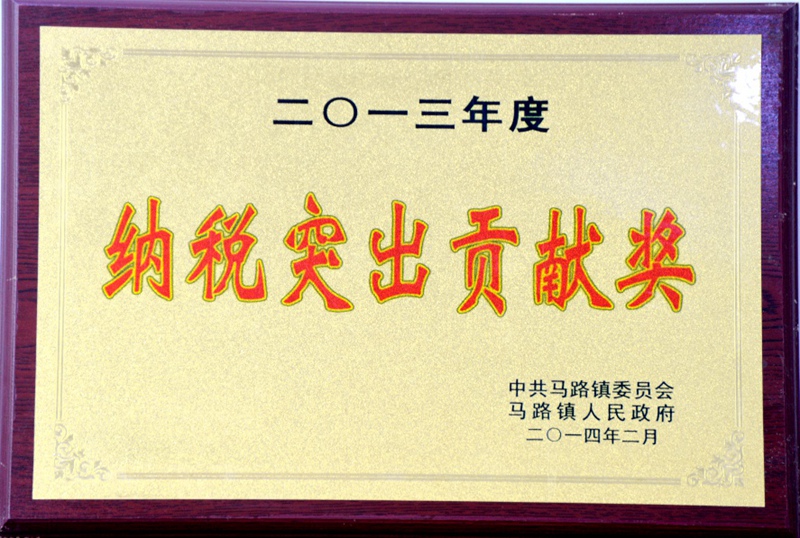 二〇一三年度
纳税突出贡献奖
中共马路镇委员会
马路镇人民政府
二〇一四年二月